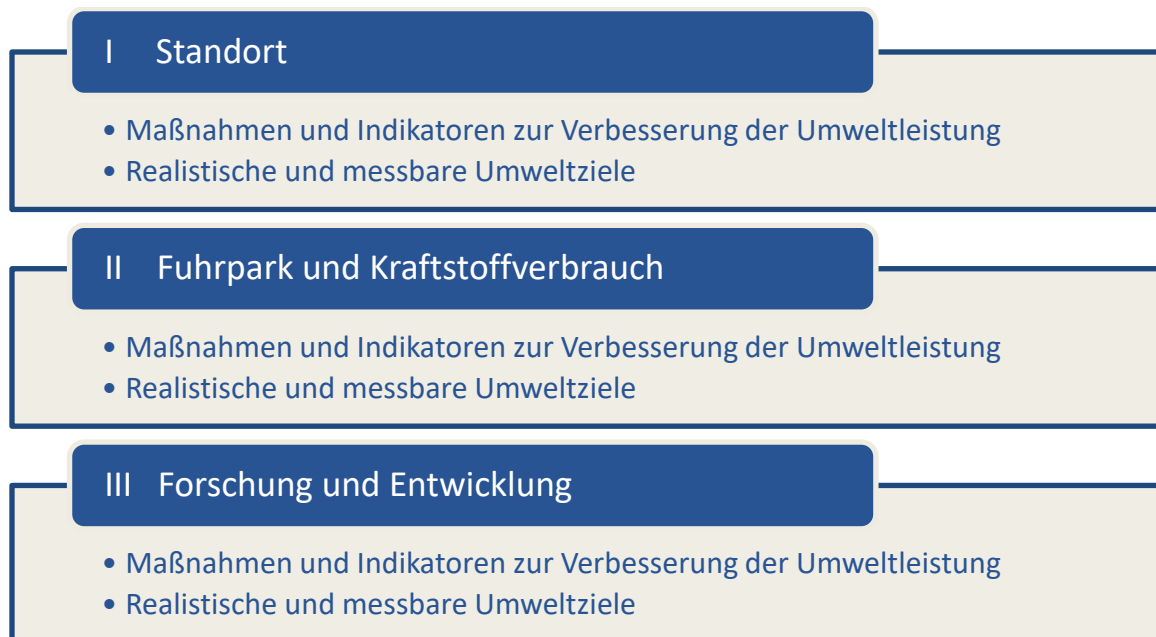 I Standort
• Maßnahmen und Indikatoren zur Verbesserung der Umweltleistung
• Realistische und messbare Umweltziele
II Fuhrpark und Kraftstoffverbrauch
• Maßnahmen und Indikatoren zur Verbesserung der Umweltleistung
• Realistische und messbare Umweltziele
III Forschung und Entwicklung
• Maßnahmen und Indikatoren zur Verbesserung der Umweltleistung
• Realistische und messbare Umweltziele